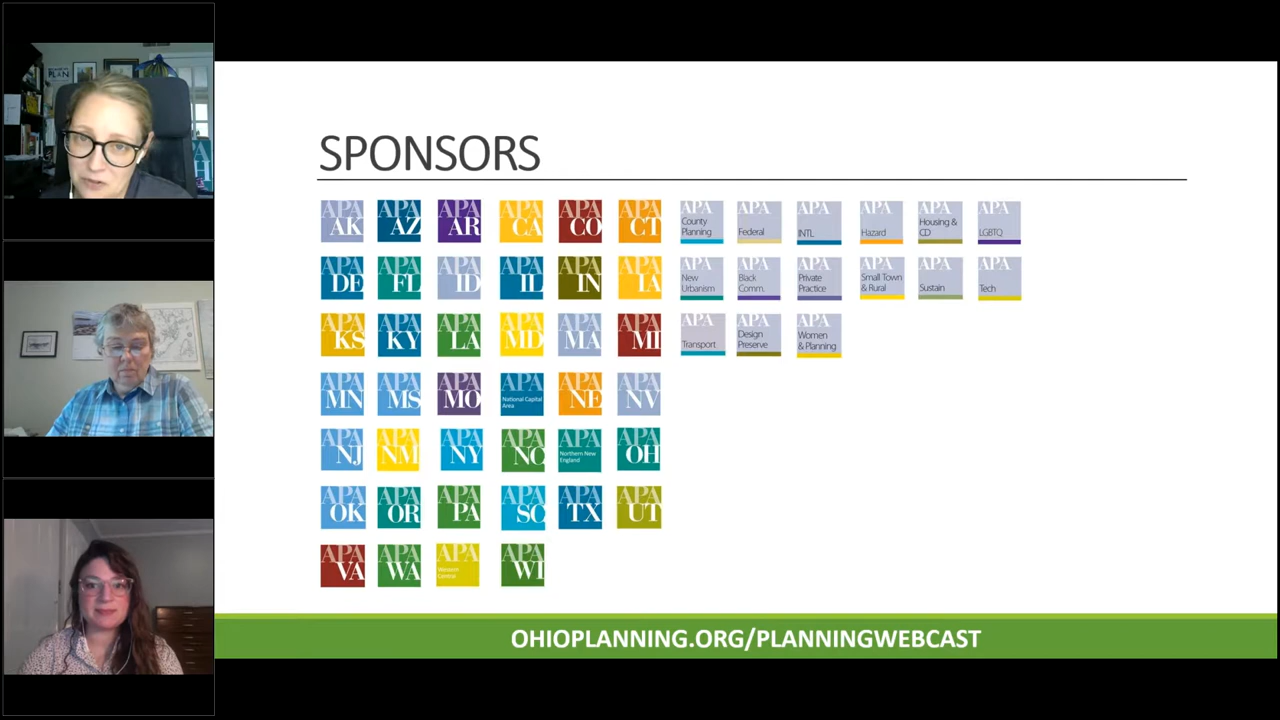 PLAN
SPONSORS
APA AK
APA AZ
APA AR
APA CA
APA CO
APA CT
APA County Planning
APA Federal
APA INTL
APA Hazard
APA Housing & CD
APA LGBTQ
APA DE
APA FL
APA ID
APA IL
APA IN
APA IA
APA New Urbanism
APA Black Comm.
APA Private Practice
APA Small Town & Rural
APA Sustain
APA Tech
APA KS
APA KY
APA LA
APA MD
APA MA
APA MI
APA Transport
APA Design Preserve
APA Women & Planning
APA MN
APA MS
APA MO
APA National Capital Area
APA NE
APA NV
APA NJ
APA NM
APA NY
APA NC
APA Northern New England
APA OH
APA OK
APA OR
APA PA
APA SC
APA TX
APA UT
APA VA
APA WA
APA Western Central
APA WI
OHIOPLANNING.ORG/PLANNINGWEBCAST